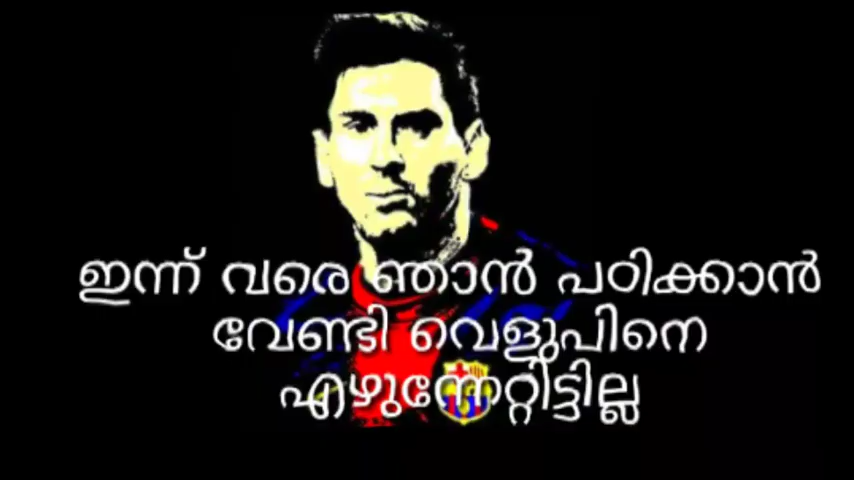 ഇന്ന് വരെ ഞാൻ പഠിക്കാൻ
വേണ്ടി വെളുപിനെ
എഴുന്നേറ്റിട്ടില്ല